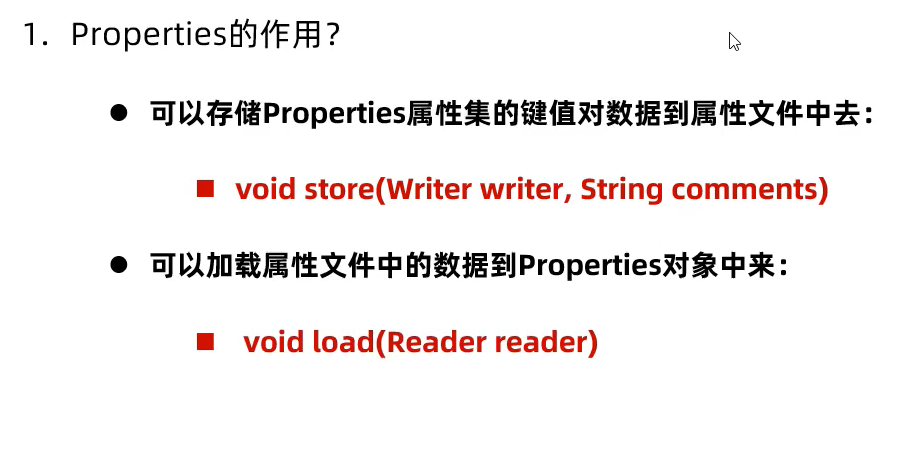 1. Properties的作用？
● 可以存储Properties属性集的键值对数据到属性文件中去：
■ void store(Writer writer, String comments)
● 可以加载属性文件中的数据到Properties对象中来：
■ void load(Reader reader)